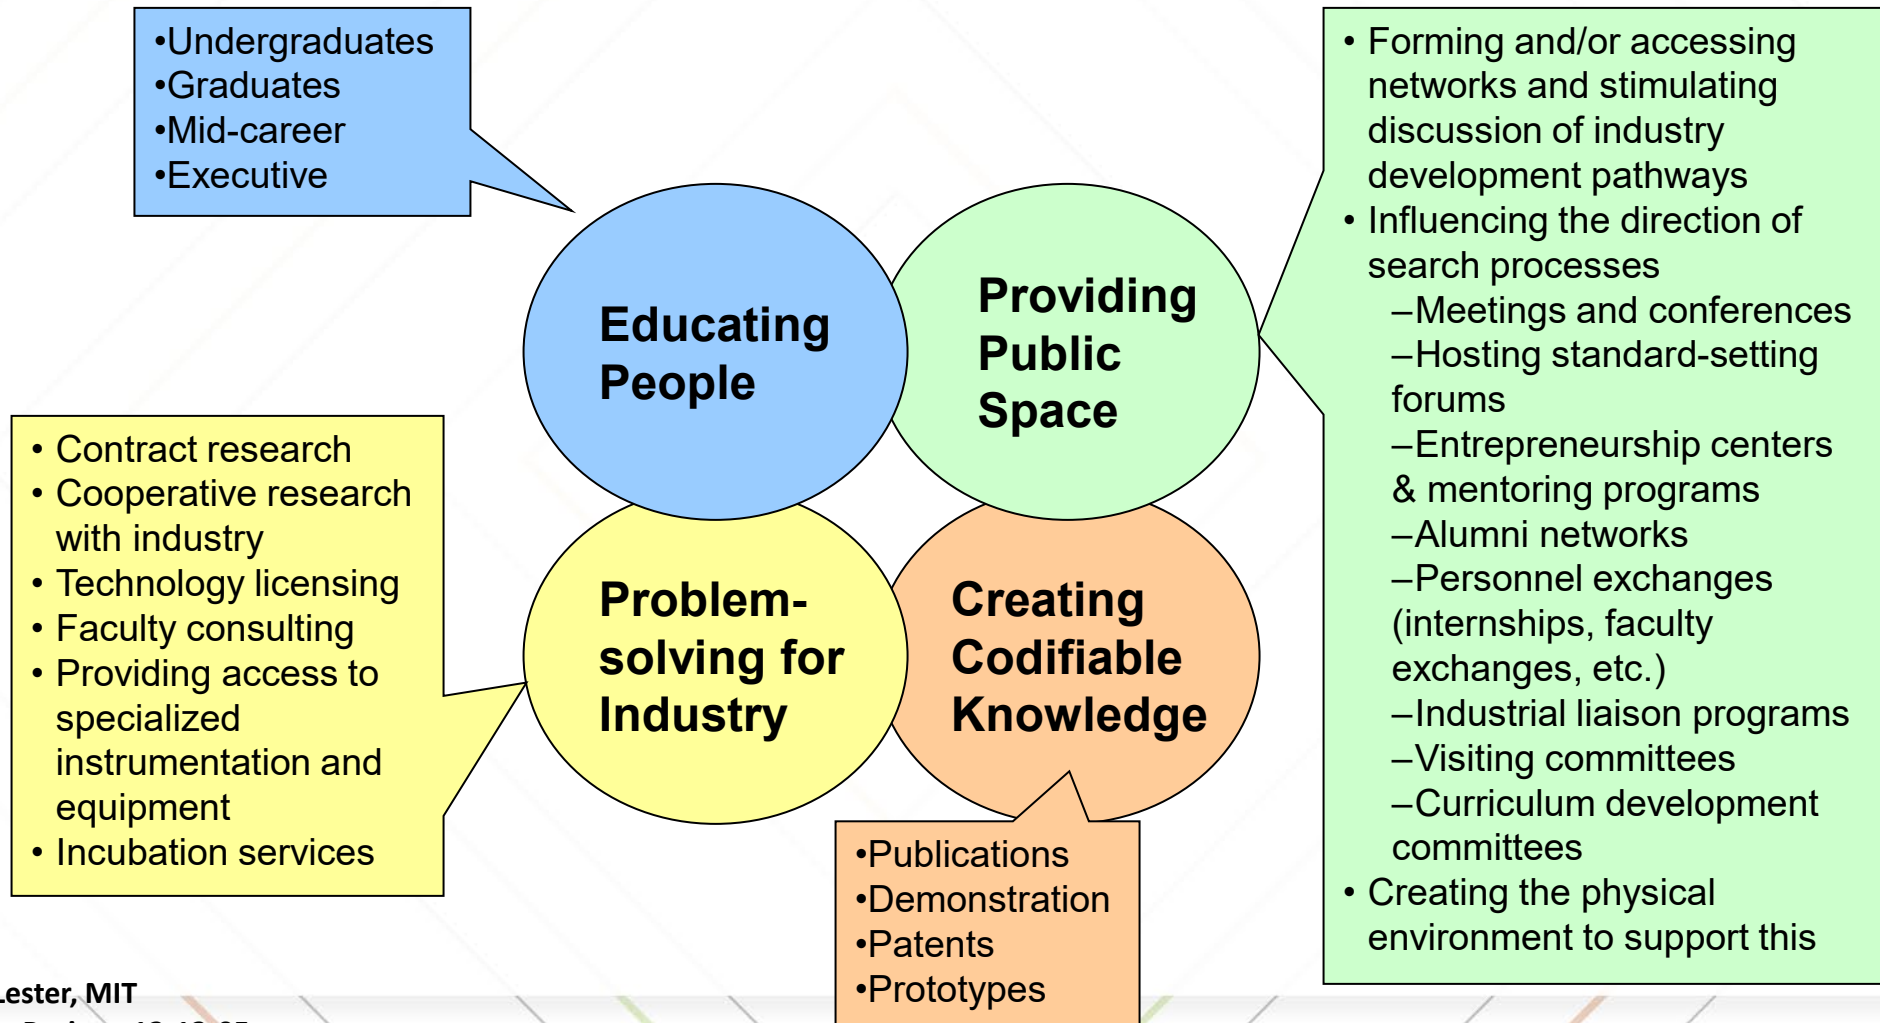 •Undergraduates
•Graduates
•Mid-career
•Executive
Educating
People
Providing
Public
Space
• Forming and/or accessing
networks and stimulating
discussion of industry
development pathways
• Influencing the direction of
search processes
–Meetings and conferences
–Hosting standard-setting
forums
–Entrepreneurship centers
& mentoring programs
–Alumni networks
–Personnel exchanges
(internships, faculty
exchanges, etc.)
–Industrial liaison programs
–Visiting committees
–Curriculum development
committees
• Creating the physical
environment to support this
• Contract research
• Cooperative research
with industry
• Technology licensing
• Faculty consulting
• Providing access to
specialized
instrumentation and
equipment
• Incubation services
Problem-
solving for
Industry
Creating
Codifiable
Knowledge
•Publications
•Demonstration
•Patents
•Prototypes
Lester, MIT